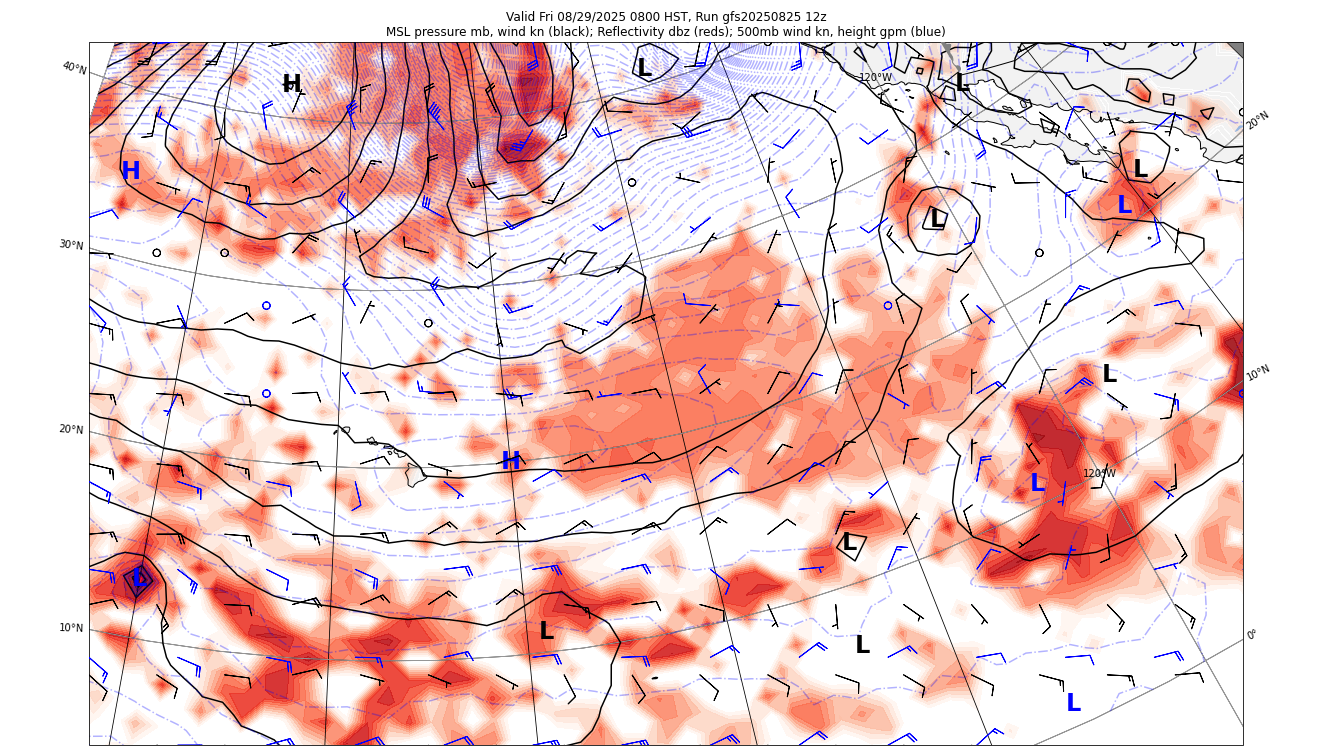 Valid Fri 08/29/2025 0800 HST, Run gfs20250825 12z
MSL pressure mb, wind kn (black); Reflectivity dbz (reds); 500mb wind kn, height gpm (blue)
40°N
H
L
120°W
L
20°N
H
L
L
L
30°N
L
10°N
20°N
H
120°W
L
L
L
10°N
L
L
0°
L